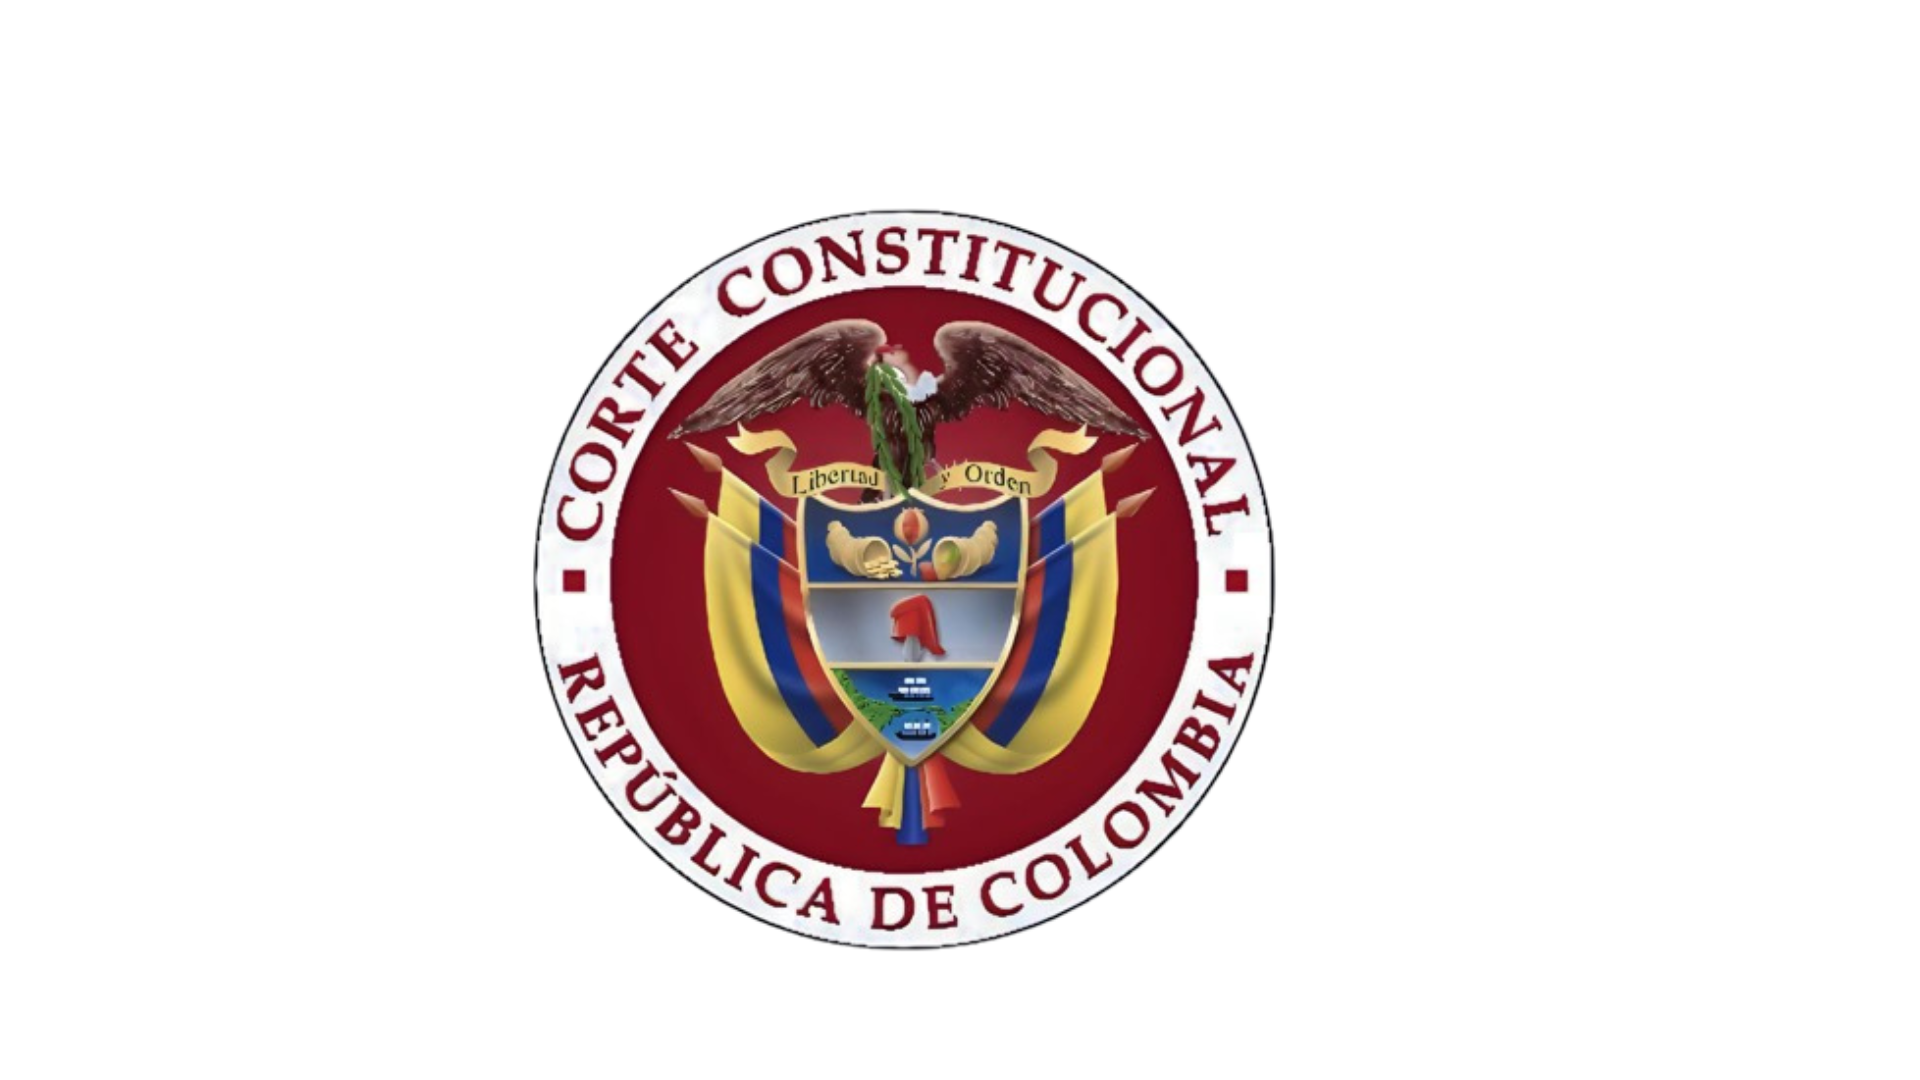 CORTE CONSTITUCIONAL
Libertad y Orden
REPÚBLICA DE COLOMBIA